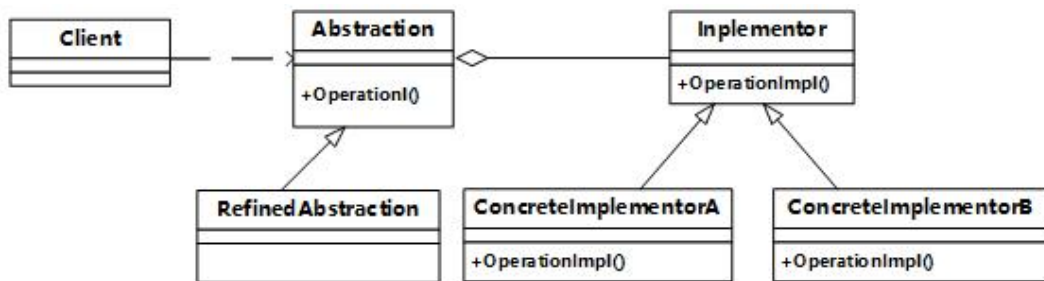 Client
Abstraction
+OperationI()
Inplementor
+OperationImpl()
RefinedAbstraction
ConcreteImplementorA
+OperationImpl()
ConcreteImplementorB
+OperationImpl()